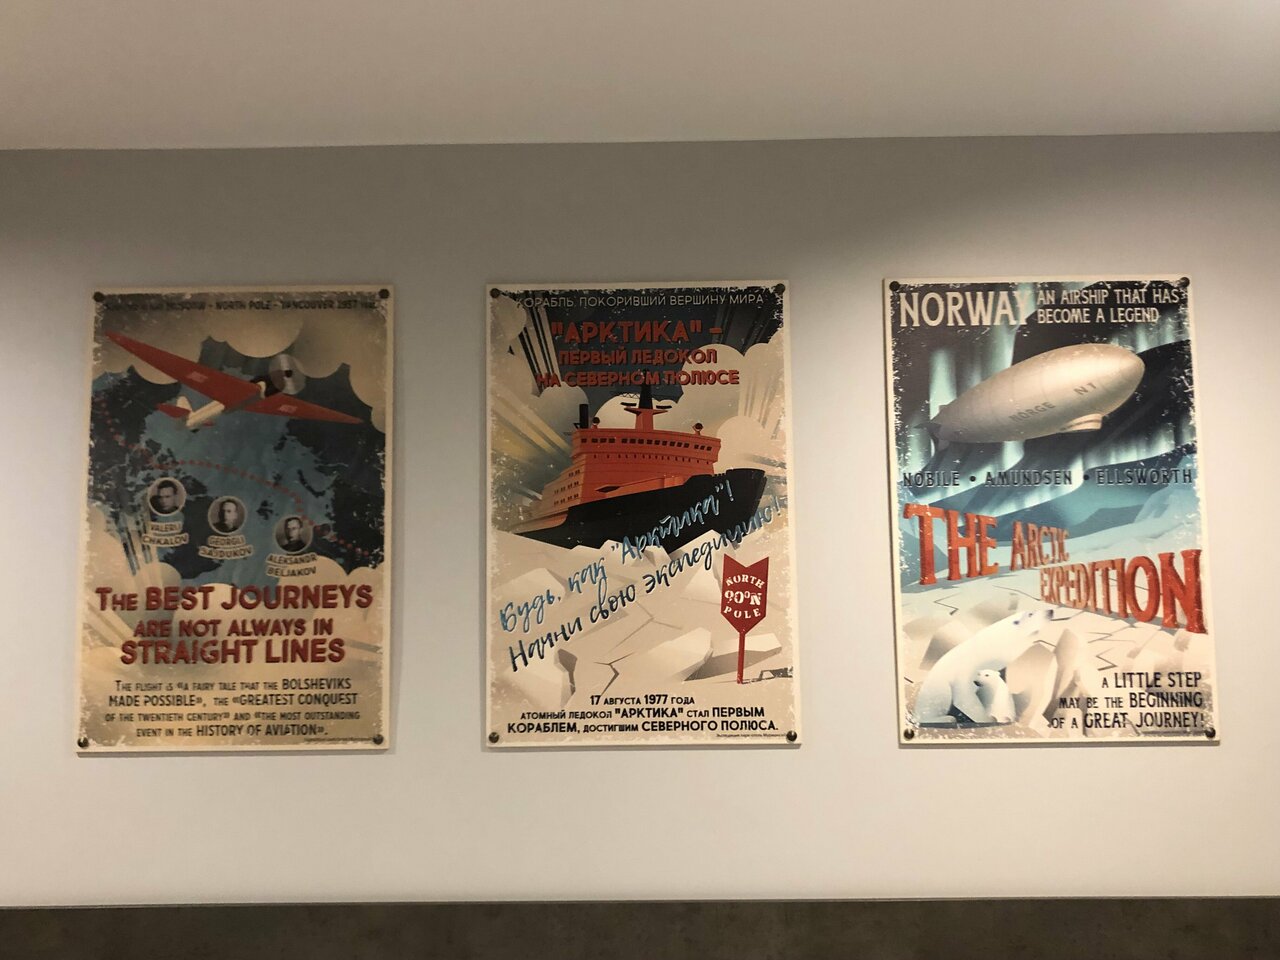 MOSCOW - NORTH POLE - VANCOUVER 1937
VALERIJ
CHKALOV
GEORGIJ
BAJDUKOV
ALEKSANDR
BELJAKOV
THE BEST JOURNEYS
ARE NOT ALWAYS IN
STRAIGHT LINES
THE FLIGHT IS «A FAIRY TALE THAT THE BOLSHEVIKS
MADE POSSIBLE», THE «GREATEST CONQUEST
OF THE TWENTIETH CENTURY» AND «THE MOST OUTSTANDING
EVENT IN THE HISTORY OF AVIATION».
КОРАБЛЬ, ПОКОРИВШИЙ ВЕРШИНУ МИРА
"АРКТИКА" -
ПЕРВЫЙ ЛЕДОКОЛ
НА СЕВЕРНОМ ПОЛЮСЕ
Будь, как "Арктика"!
Начни свою экспедицию!
NORTH
90°N
POLE
17 АВГУСТА 1977 ГОДА
АТОМНЫЙ ЛЕДОКОЛ "АРКТИКА" СТАЛ ПЕРВЫМ
КОРАБЛЕМ, ДОСТИГШИМ СЕВЕРНОГО ПОЛЮСА.
NORWAY AN AIRSHIP THAT HAS
BECOME A LEGEND
NORGE N1
NOBILE • AMUNDSEN • ELLSWORTH
THE ARCTIC
EXPEDITION
A LITTLE STEP
MAY BE THE BEGINNING
OF A GREAT JOURNEY!